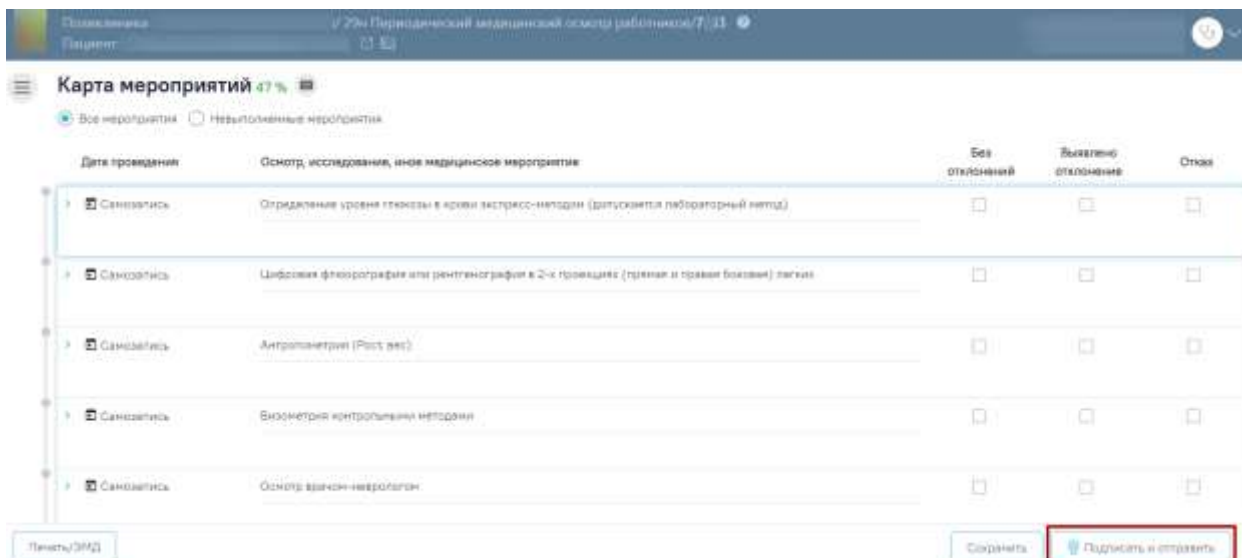 Поликлиника / 29н Периодический медицинский осмотр работников/7/31
Пациент
Карта мероприятий 47 %
Все мероприятия Невыполненные мероприятия
Дата проведения Осмотр, исследование, иное медицинское мероприятие Без отклонений Выявлено отклонение Отказ
Самозапись Определение уровня глюкозы в крови экспресс-методом (допускается лабораторный метод)
Самозапись Цифровая флюорография или рентгенография в 2-х проекциях (прямая и правая боковая) легких
Самозапись Антропометрия (Рост, вес)
Самозапись Визометрия контрольными методами
Самозапись Осмотр врачом-неврологом
Печать/ЭМД Сохранить Подписать и отправить